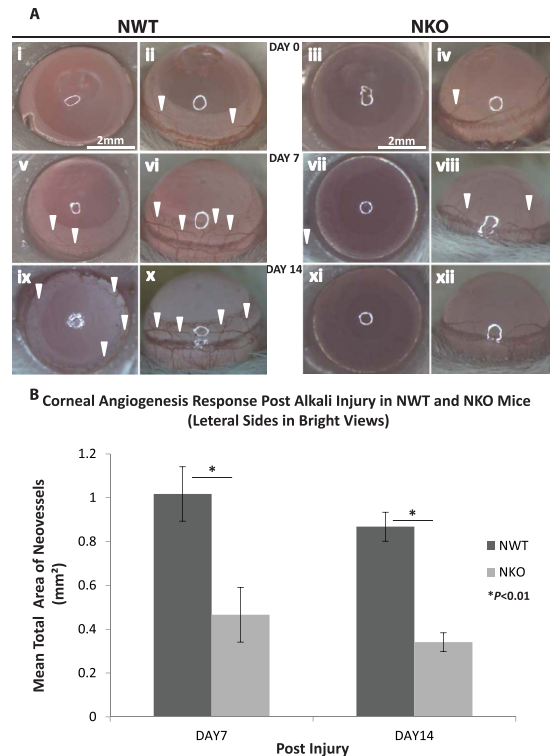 A
NWT
NKO
i
ii
DAY 0
iii
iv
2mm
2mm
v
vi
DAY 7
vii
viii
ix
x
DAY 14
xi
xii
B Corneal Angiogenesis Response Post Alkali Injury in NWT and NKO Mice
(Leteral Sides in Bright Views)
Mean Total Area of Neovessels
(mm²)
1.2
1
0.8
0.6
0.4
0.2
0
*
*
NWT
NKO
*P<0.01
DAY7
DAY14
Post Injury